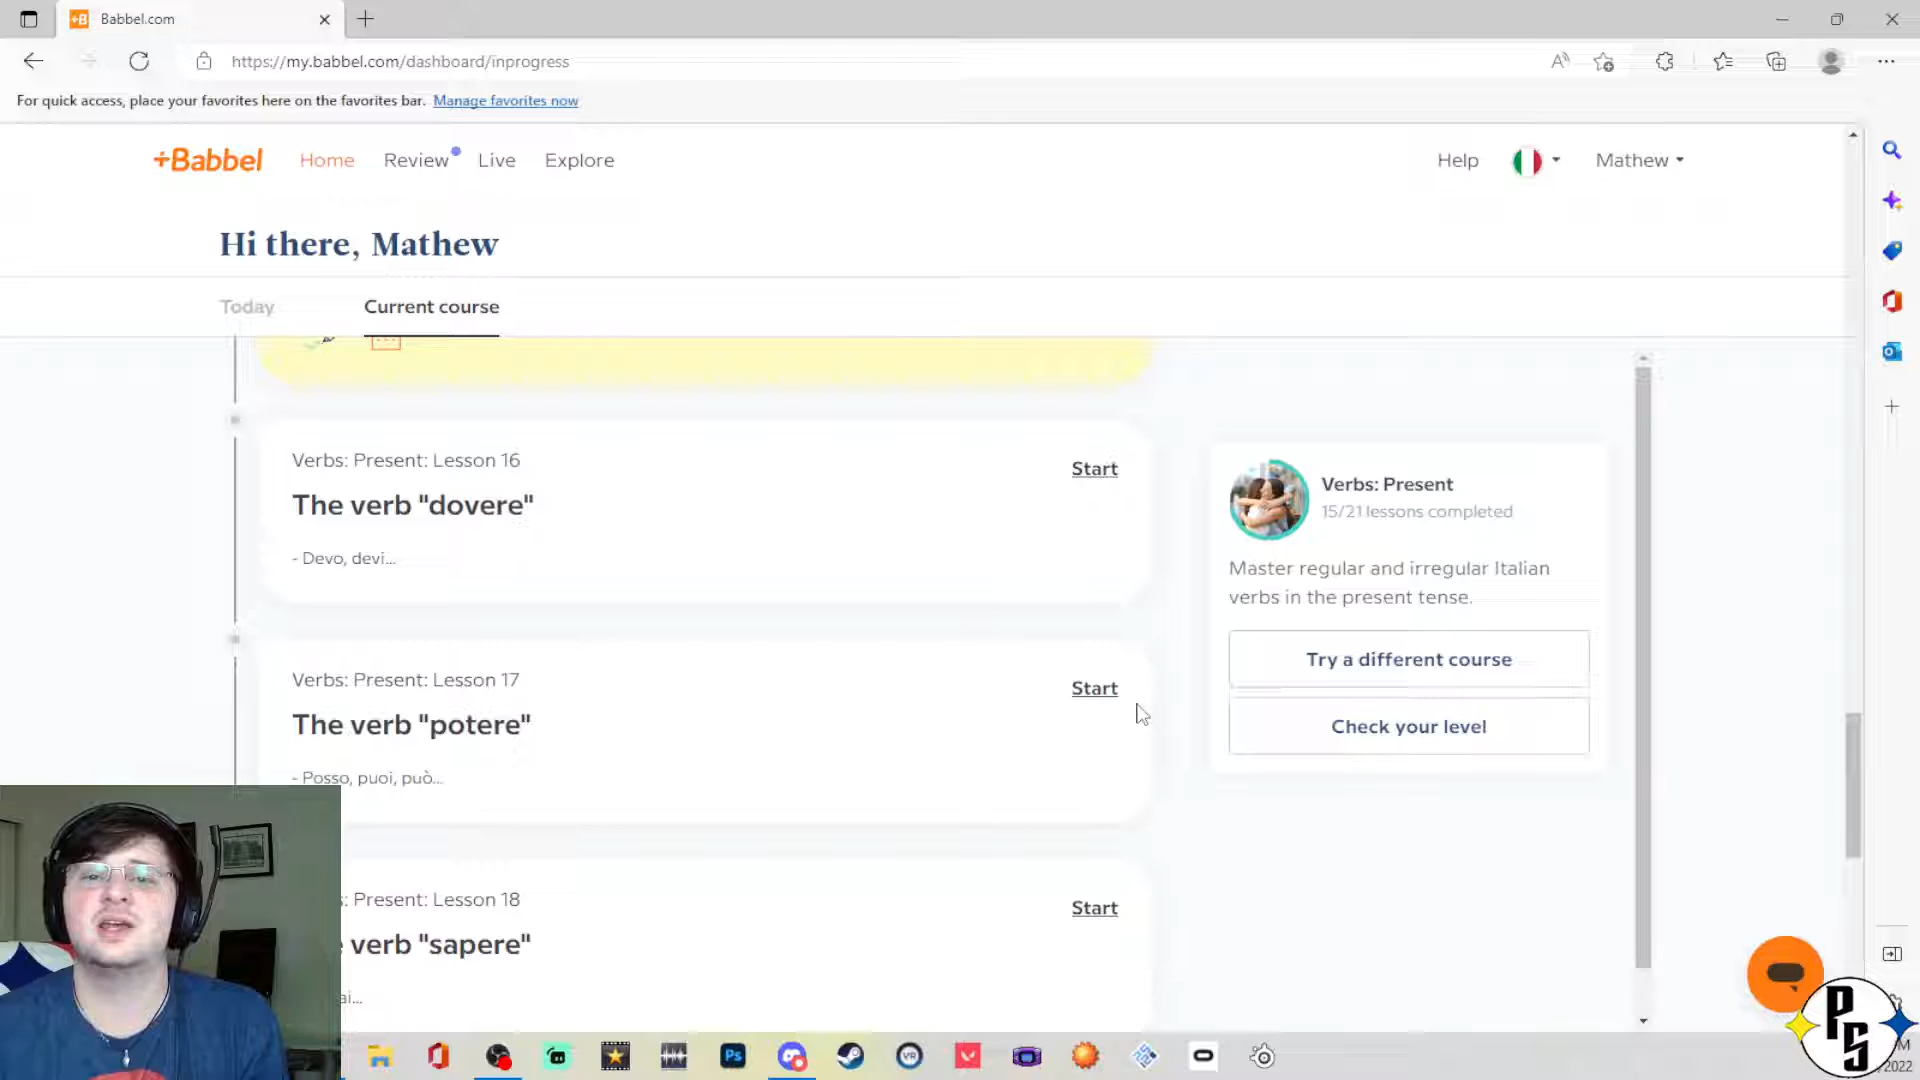 Babbel.com
https://my.babbel.com/dashboard/inprogress
For quick access, place your favorites here on the favorites bar. Manage favorites now
+Babbel Home Review Live Explore Help Mathew
Hi there, Mathew
Today Current course
Verbs: Present: Lesson 16
Start
The verb "dovere"
- Devo, devi...
Verbs: Present: Lesson 17
Start
The verb "potere"
- Posso, puoi, può...
: Present: Lesson 18
Start
verb "sapere"
ai...
Verbs: Present
15/21 lessons completed
Master regular and irregular Italian
verbs in the present tense.
Try a different course
Check your level
PS
M
2022